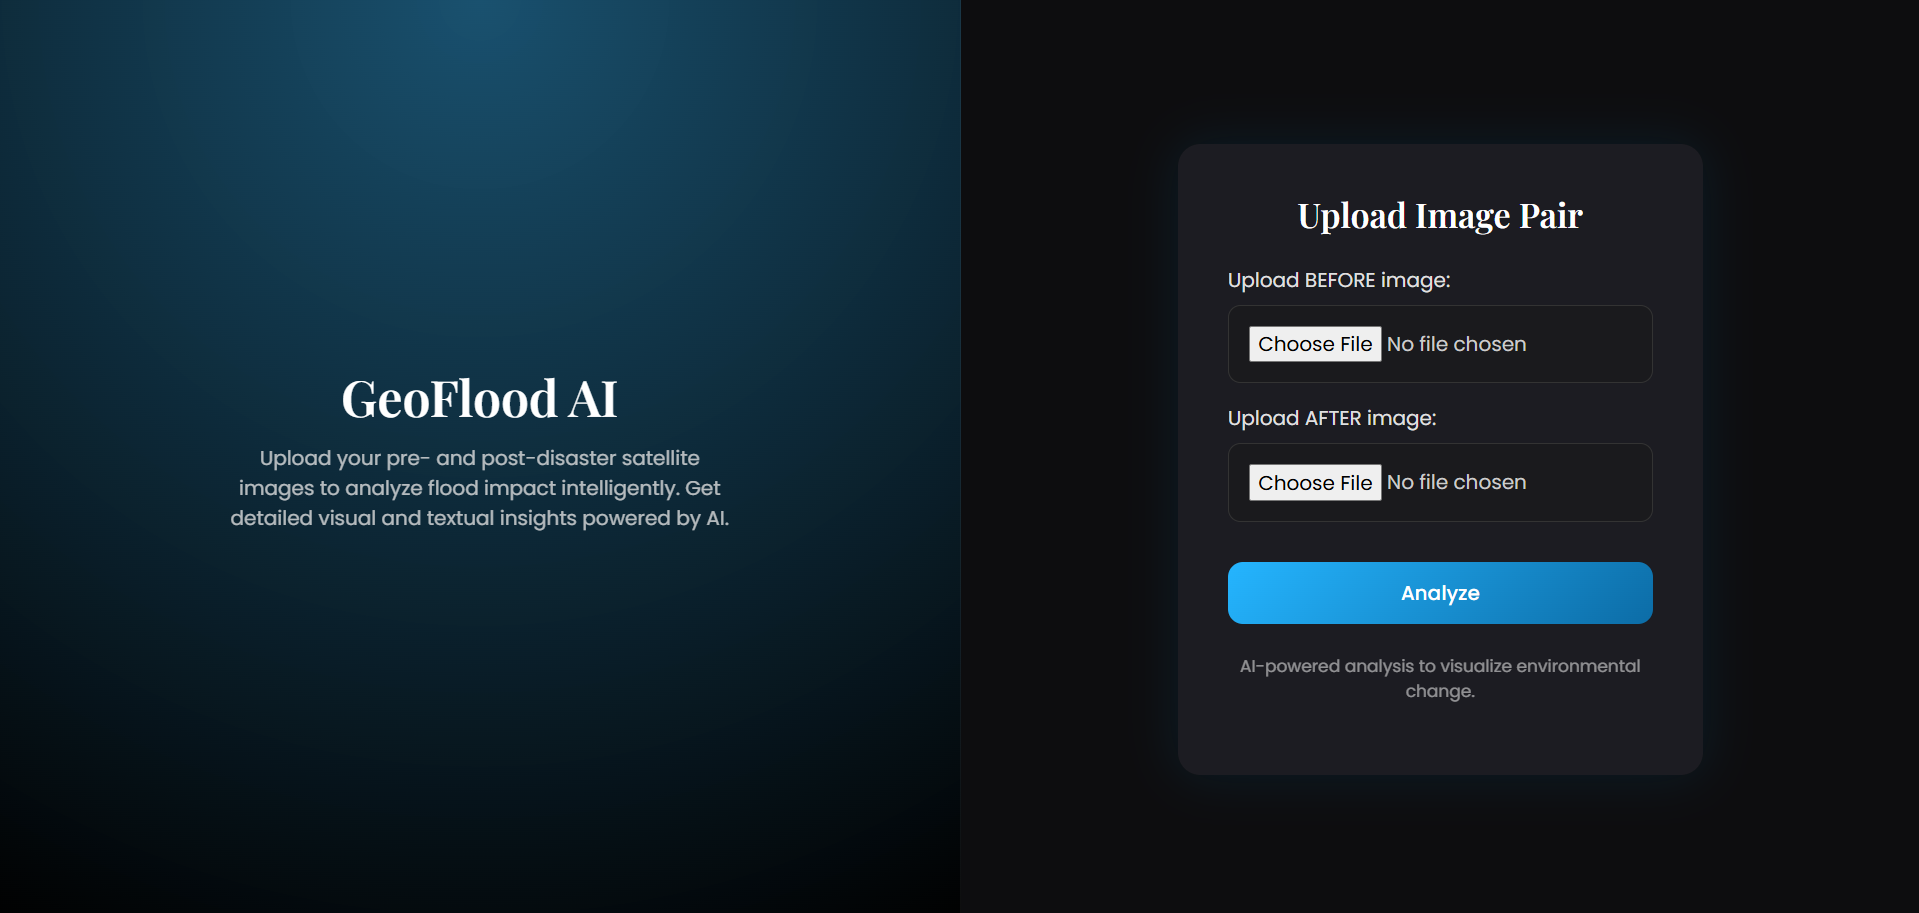 GeoFlood AI
Upload your pre- and post-disaster satellite
images to analyze flood impact intelligently. Get
detailed visual and textual insights powered by AI.
Upload Image Pair
Upload BEFORE image:
Choose File No file chosen
Upload AFTER image:
Choose File No file chosen
Analyze
AI-powered analysis to visualize environmental
change.